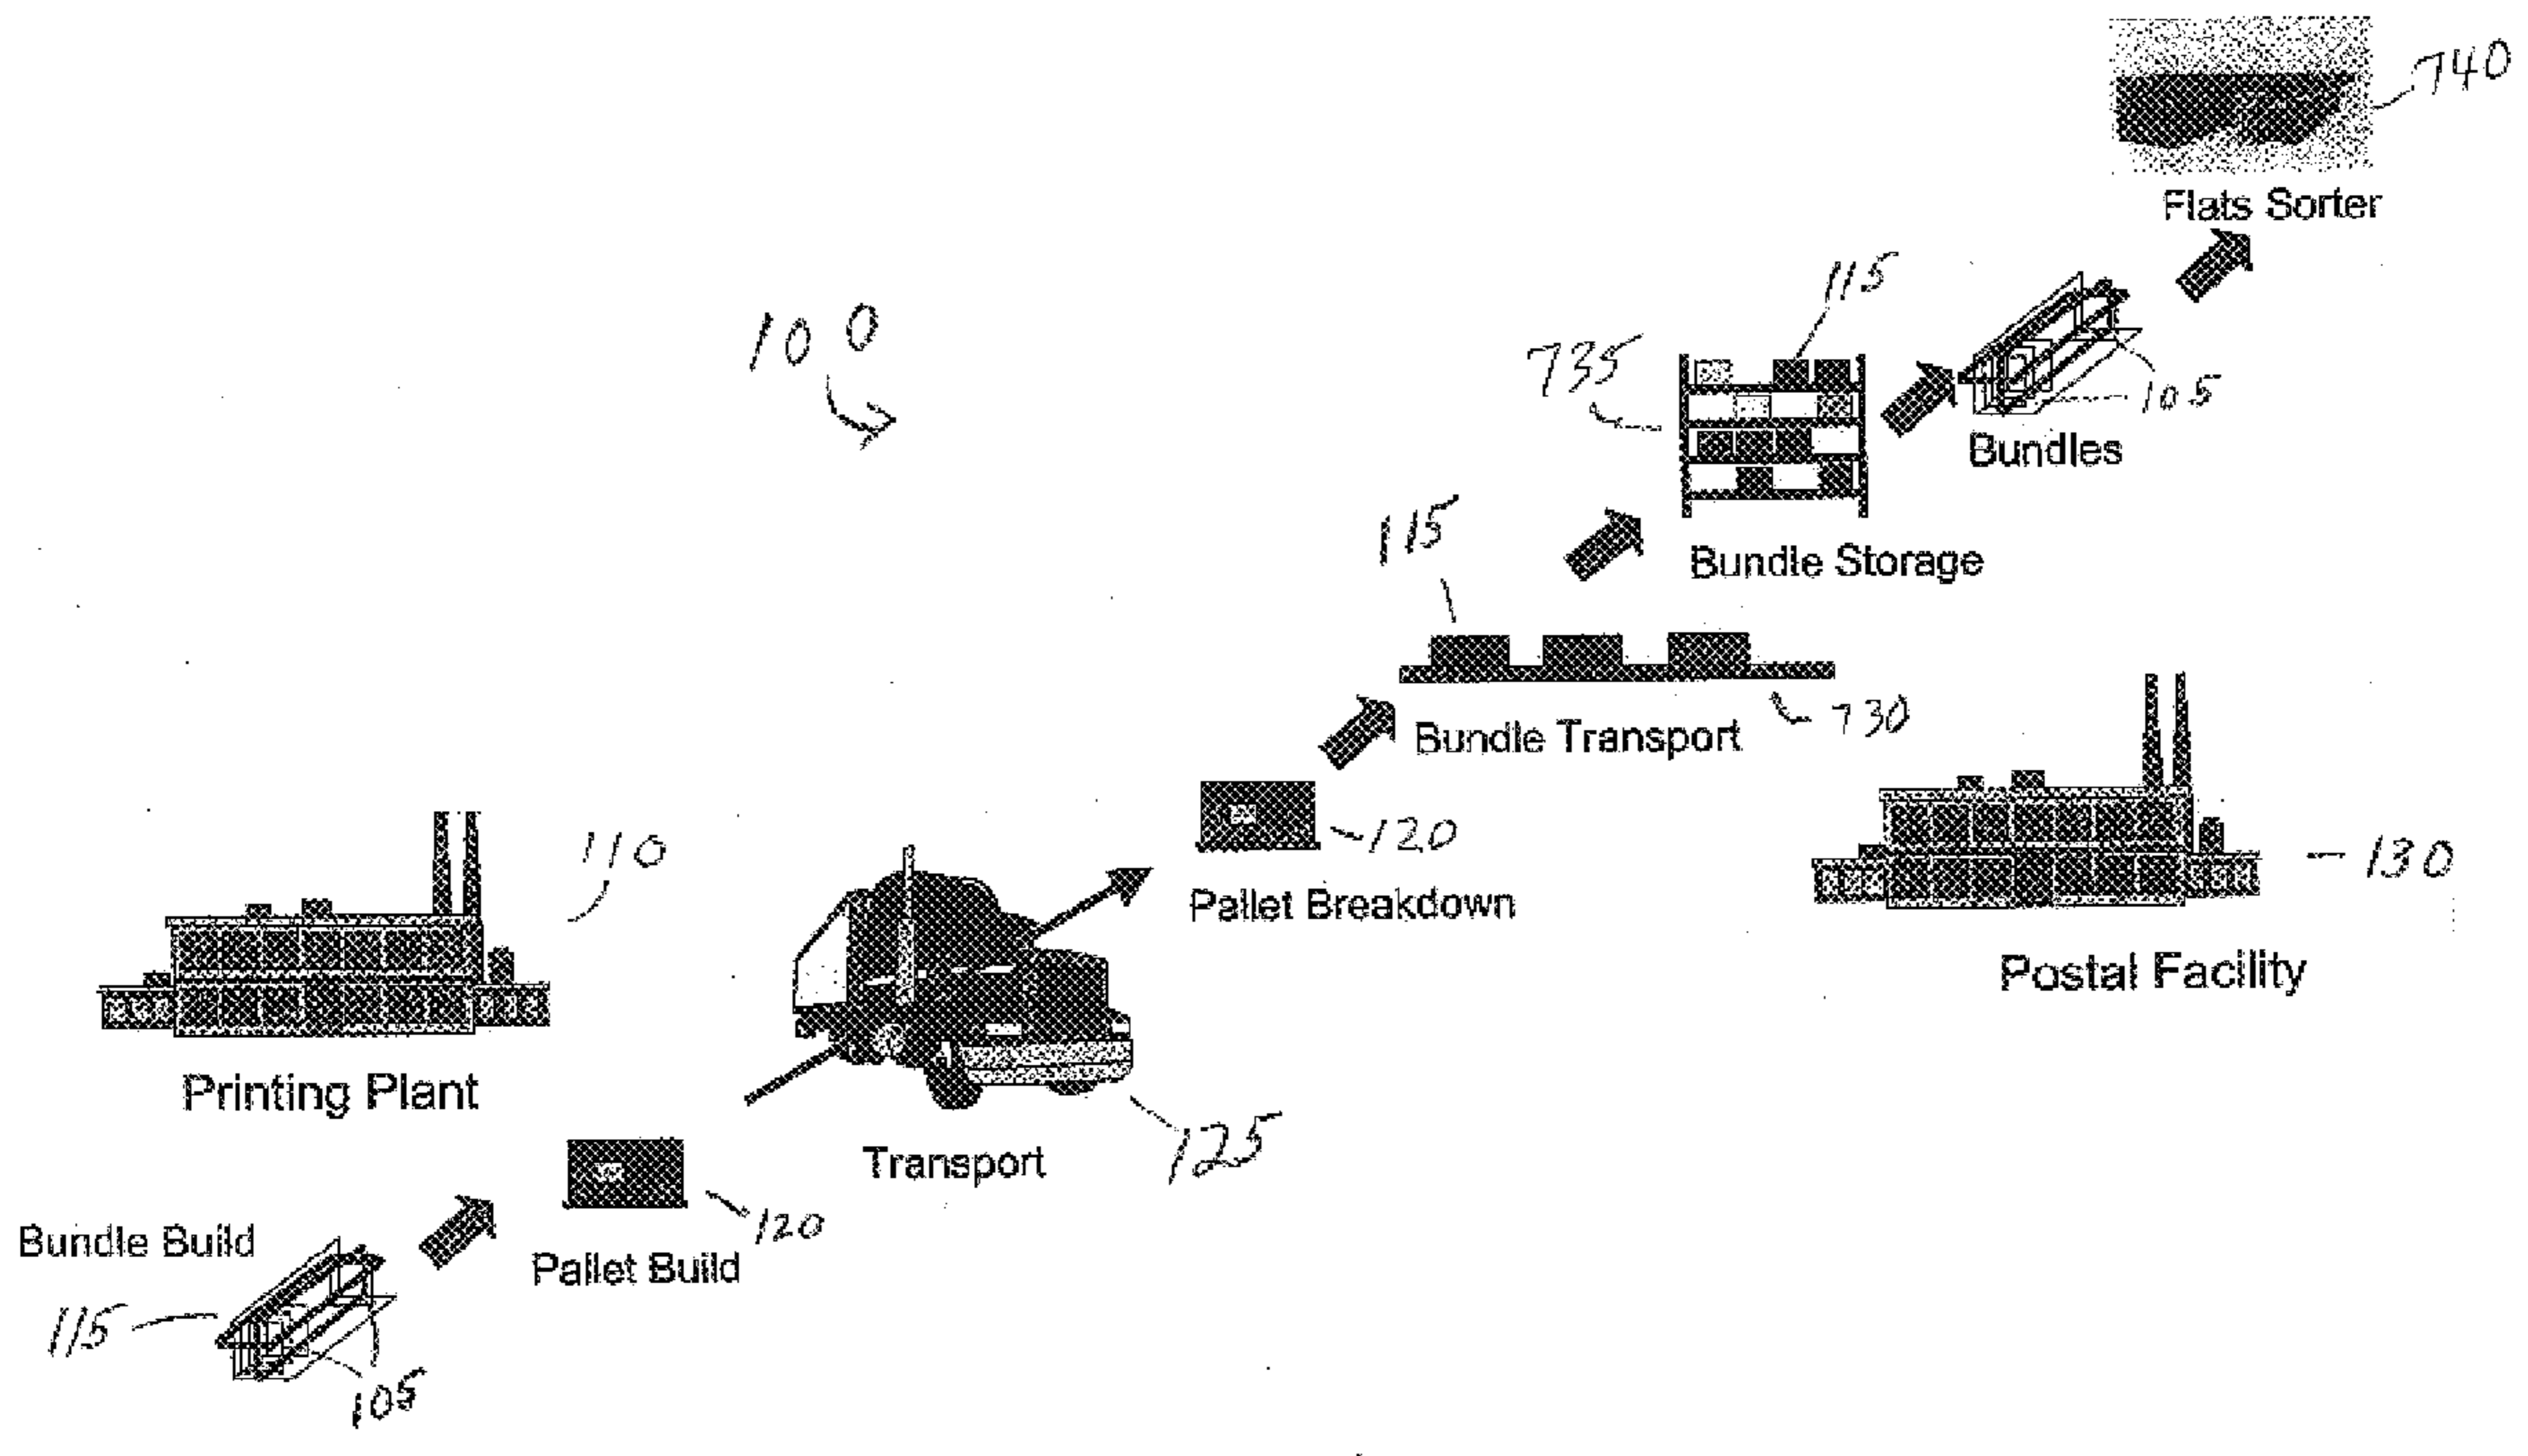 740
Flats Sorter
115
100
735
105
Bundles
115
Bundle Storage
730
Bundle Transport
110
120
130
Pallet Breakdown
Postal Facility
Printing Plant
125
Transport
120
Bundle Build
Pallet Build
115
105